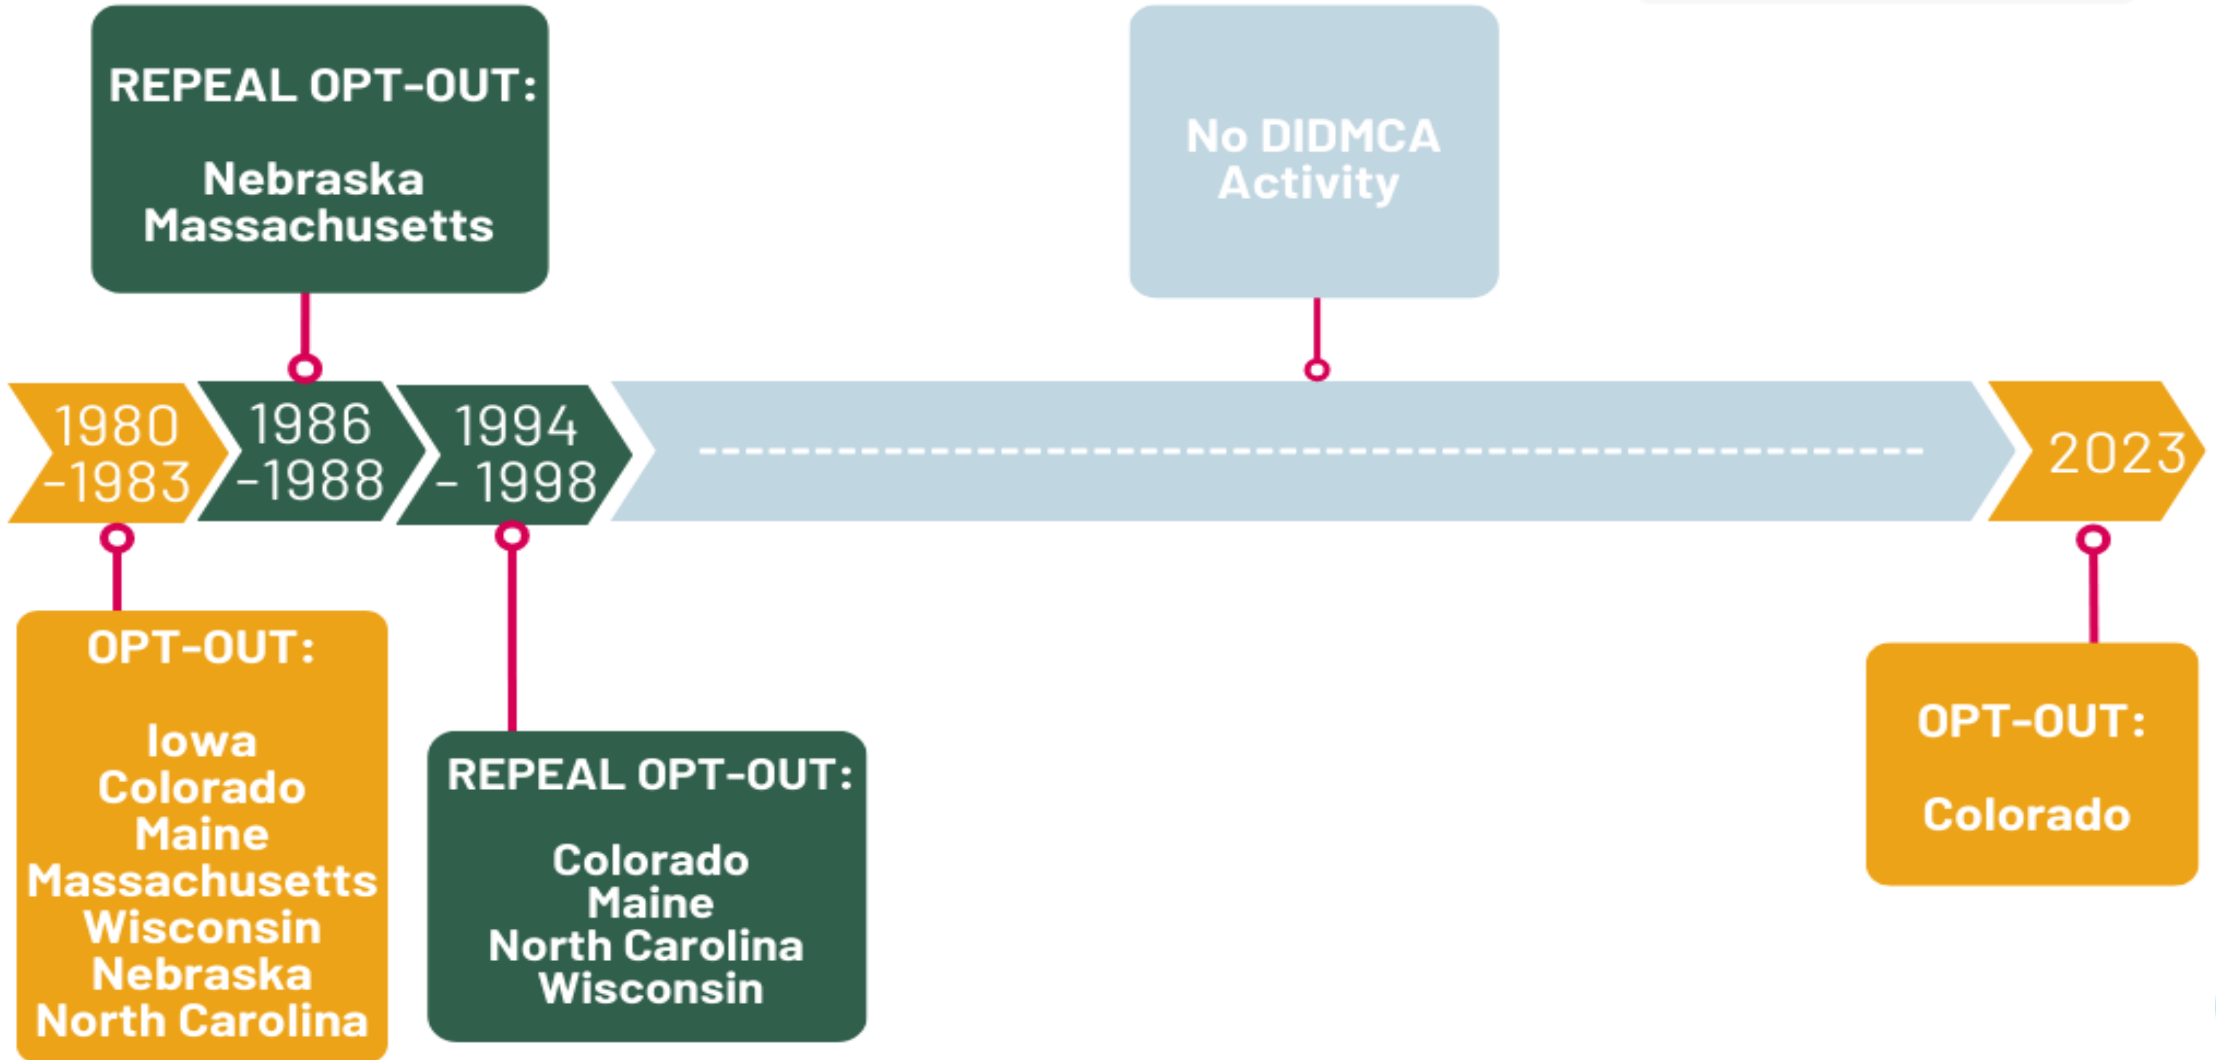 REPEAL OPT-OUT:
Nebraska
Massachusetts
No DIDMCA
Activity
1980
-1983
1986
-1988
1994
- 1998
2023
OPT-OUT:
Iowa
Colorado
Maine
Massachusetts
Wisconsin
Nebraska
North Carolina
REPEAL OPT-OUT:
Colorado
Maine
North Carolina
Wisconsin
OPT-OUT:
Colorado